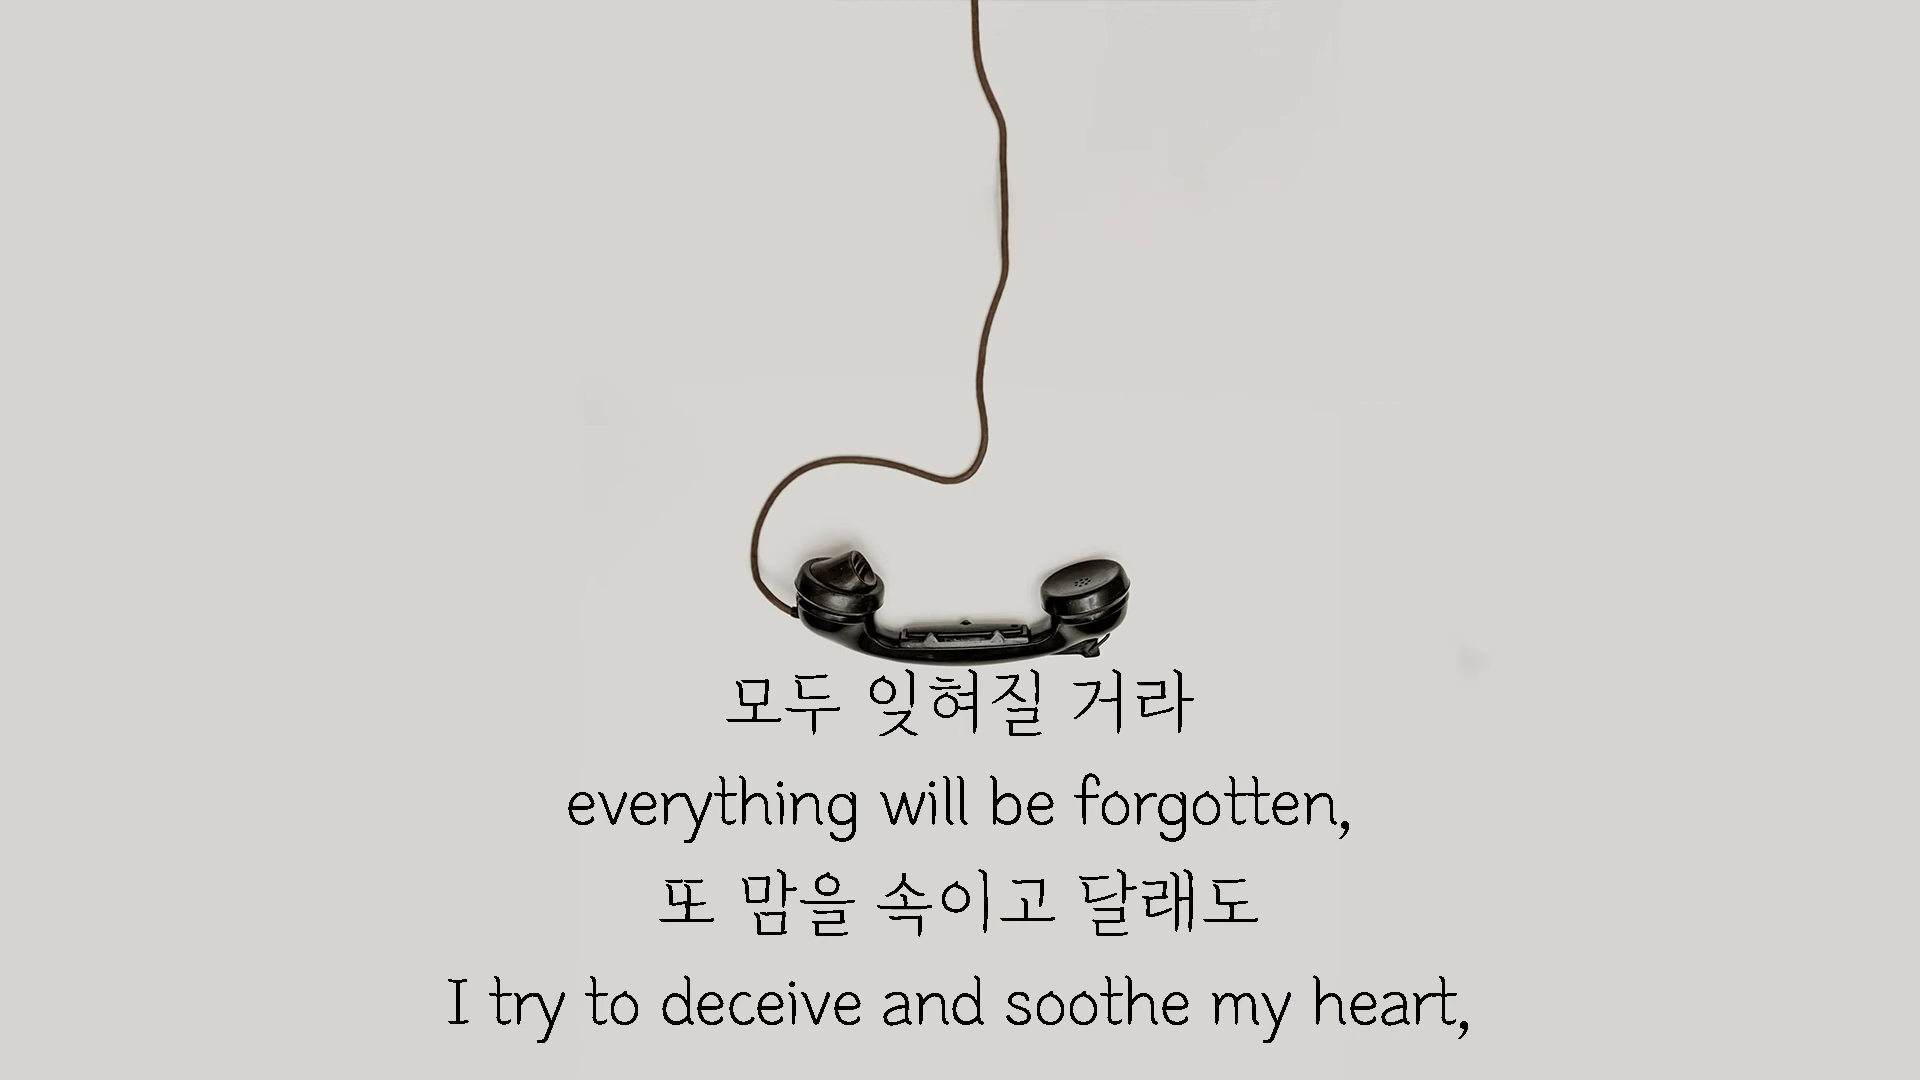 모두 잊혀질 거라
everything will be forgotten,
또 맘을 속이고 달래도
I try to deceive and soothe my heart,